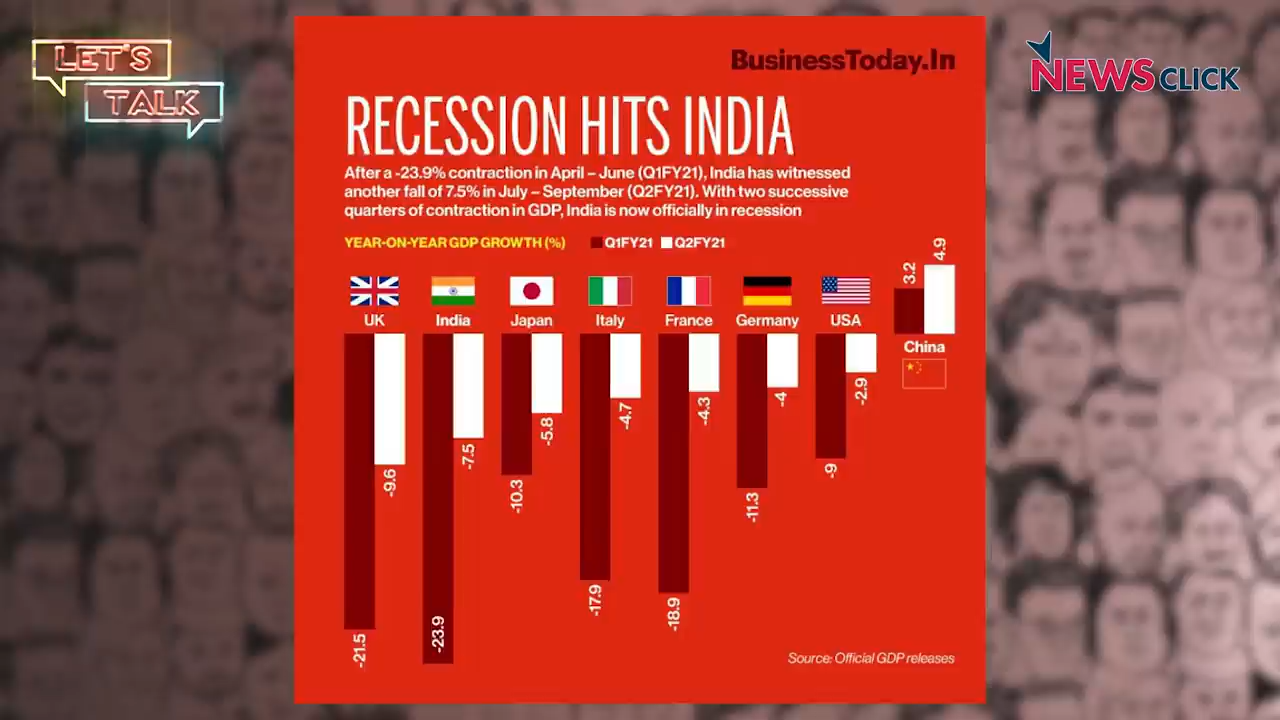 LET'S
TALK
NEWSCLICK
BusinessToday.In
RECESSION HITS INDIA
After a -23.9% contraction in April – June (Q1FY21), India has witnessed
another fall of 7.5% in July – September (Q2FY21). With two successive
quarters of contraction in GDP, India is now officially in recession
YEAR-ON-YEAR GDP GROWTH (%) Q1FY21 Q2FY21
3.2 4.9
UK India Japan Italy France Germany USA
China
-21.5 -9.6
-23.9 -7.5
-10.3 -5.8
-17.9 -4.7
-18.9 -4.3
-11.3 -4
-9 -2.9
Source: Official GDP releases